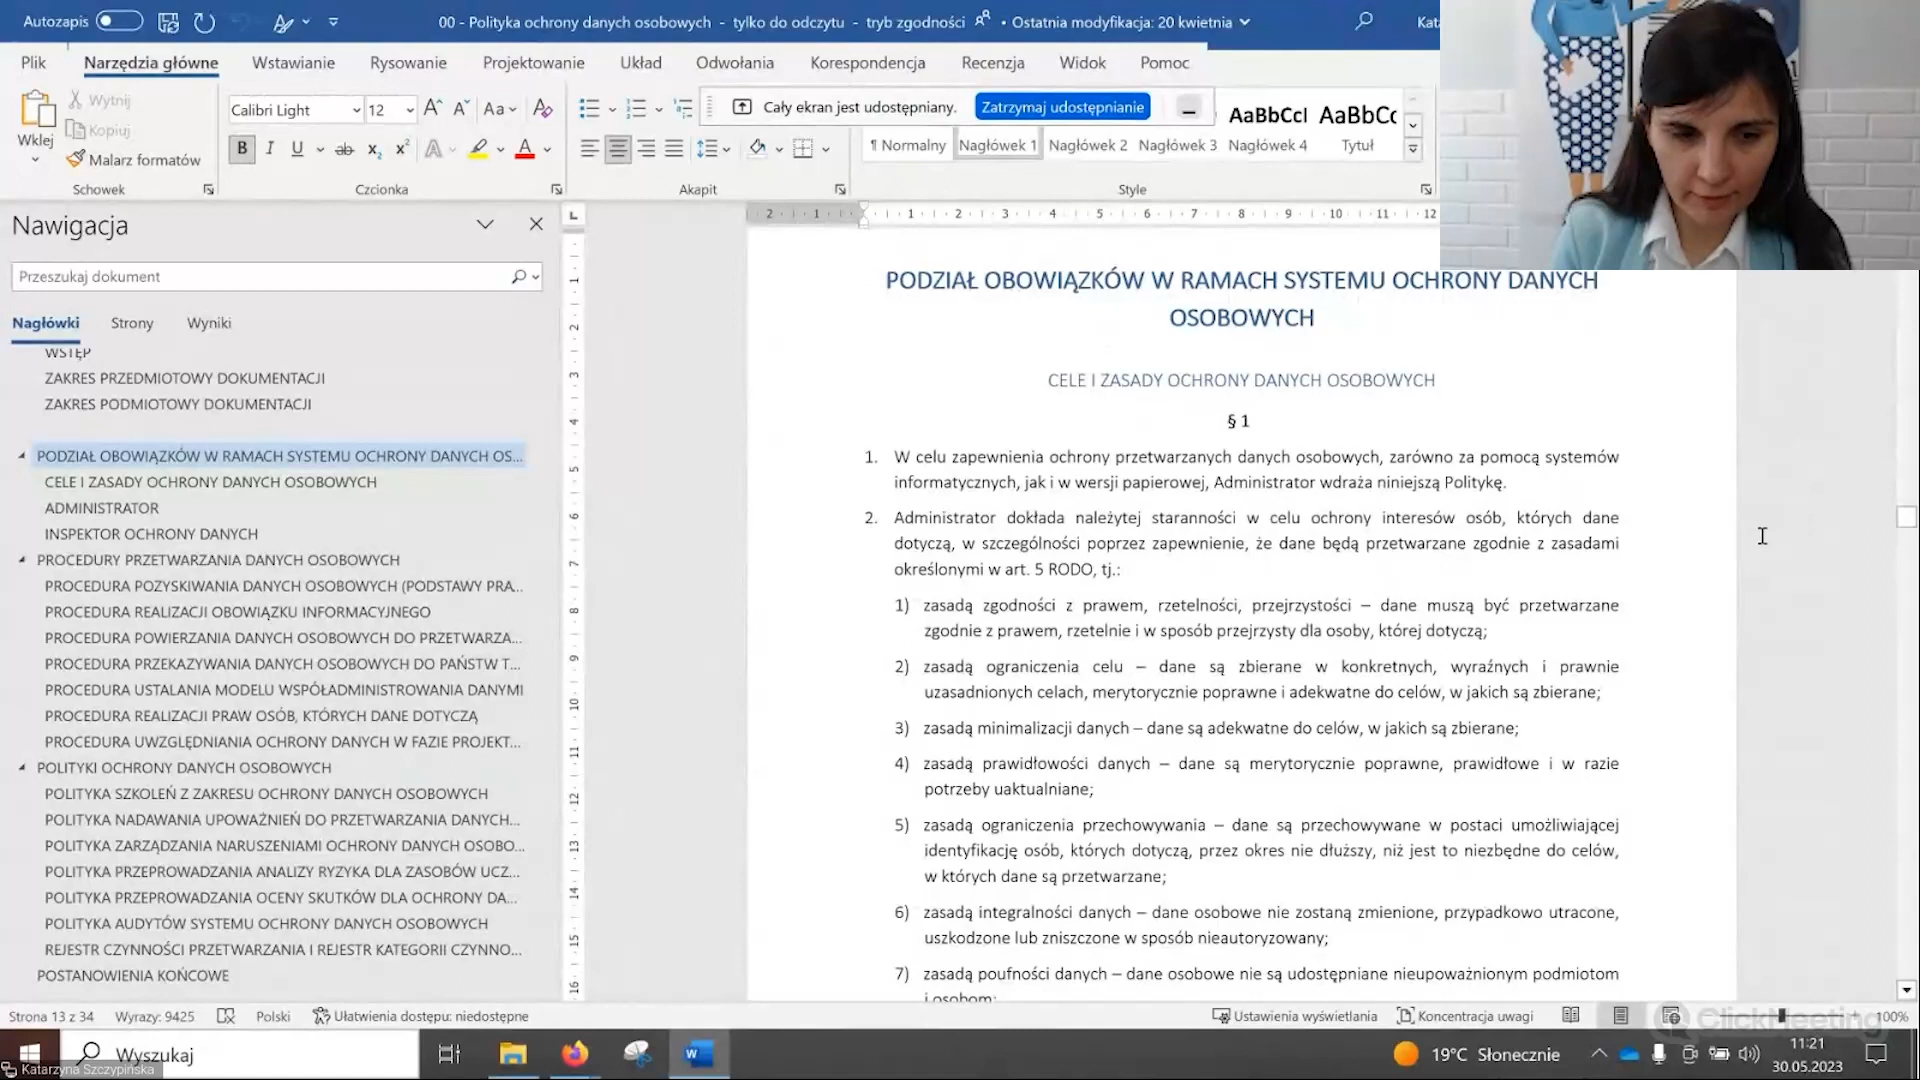 Autozapis
00 - Polityka ochrony danych osobowych - tylko do odczytu - tryb zgodności • Ostatnia modyfikacja: 20 kwietnia
Plik Narzędzia główne Wstawianie Rysowanie Projektowanie Układ Odwołania Korespondencja Recenzja Widok Pomoc
Wklej
Wytnij
Kopiuj
Malarz formatów
Schowek
Calibri Light 12
Czcionka
Akapit
Cały ekran jest udostępniany. Zatrzymaj udostępnianie
AaBbCcI AaBbCc
¶ Normalny Nagłówek 1 Nagłówek 2 Nagłówek 3 Nagłówek 4 Tytuł
Style
Nawigacja
Przeszukaj dokument
Nagłówki Strony Wyniki
WSTĘP
ZAKRES PRZEDMIOTOWY DOKUMENTACJI
ZAKRES PODMIOTOWY DOKUMENTACJI
PODZIAŁ OBOWIĄZKÓW W RAMACH SYSTEMU OCHRONY DANYCH OS...
CELE I ZASADY OCHRONY DANYCH OSOBOWYCH
ADMINISTRATOR
INSPEKTOR OCHRONY DANYCH
PROCEDURY PRZETWARZANIA DANYCH OSOBOWYCH
PROCEDURA POZYSKIWANIA DANYCH OSOBOWYCH (PODSTAWY PRA...
PROCEDURA REALIZACJI OBOWIĄZKU INFORMACYJNEGO
PROCEDURA POWIERZANIA DANYCH OSOBOWYCH DO PRZETWARZA...
PROCEDURA PRZEKAZYWANIA DANYCH OSOBOWYCH DO PAŃSTW T...
PROCEDURA USTALANIA MODELU WSPÓŁADMINISTROWANIA DANYMI
PROCEDURA REALIZACJI PRAW OSÓB, KTÓRYCH DANE DOTYCZĄ
PROCEDURA UWZGLĘDNIANIA OCHRONY DANYCH W FAZIE PROJEKT...
POLITYKI OCHRONY DANYCH OSOBOWYCH
POLITYKA SZKOLEŃ Z ZAKRESU OCHRONY DANYCH OSOBOWYCH
POLITYKA NADAWANIA UPOWAŻNIEŃ DO PRZETWARZANIA DANYCH...
POLITYKA ZARZĄDZANIA NARUSZENIAMI OCHRONY DANYCH OSOBO...
POLITYKA PRZEPROWADZANIA ANALIZY RYZYKA DLA ZASOBÓW UCZ...
POLITYKA PRZEPROWADZANIA OCENY SKUTKÓW DLA OCHRONY DA...
POLITYKA AUDYTÓW SYSTEMU OCHRONY DANYCH OSOBOWYCH
REJESTR CZYNNOŚCI PRZETWARZANIA I REJESTR KATEGORII CZYNNO...
POSTANOWIENIA KOŃCOWE
PODZIAŁ OBOWIĄZKÓW W RAMACH SYSTEMU OCHRONY DANYCH
OSOBOWYCH
CELE I ZASADY OCHRONY DANYCH OSOBOWYCH
§ 1
1. W celu zapewnienia ochrony przetwarzanych danych osobowych, zarówno za pomocą systemów
informatycznych, jak i w wersji papierowej, Administrator wdraża niniejszą Politykę.
2. Administrator dokłada należytej staranności w celu ochrony interesów osób, których dane
dotyczą, w szczególności poprzez zapewnienie, że dane będą przetwarzane zgodnie z zasadami
określonymi w art. 5 RODO, tj.:
1) zasadą zgodności z prawem, rzetelności, przejrzystości – dane muszą być przetwarzane
zgodnie z prawem, rzetelnie i w sposób przejrzysty dla osoby, której dotyczą;
2) zasadą ograniczenia celu – dane są zbierane w konkretnych, wyraźnych i prawnie
uzasadnionych celach, merytorycznie poprawne i adekwatne do celów, w jakich są zbierane;
3) zasadą minimalizacji danych – dane są adekwatne do celów, w jakich są zbierane;
4) zasadą prawidłowości danych – dane są merytorycznie poprawne, prawidłowe i w razie
potrzeby uaktualniane;
5) zasadą ograniczenia przechowywania – dane są przechowywane w postaci umożliwiającej
identyfikację osób, których dotyczą, przez okres nie dłuższy, niż jest to niezbędne do celów,
w których dane są przetwarzane;
6) zasadą integralności danych – dane osobowe nie zostaną zmienione, przypadkowo utracone,
uszkodzone lub zniszczone w sposób nieautoryzowany;
7) zasadą poufności danych – dane osobowe nie są udostępniane nieupoważnionym podmiotom
i osobom;
Strona 13 z 34 Wyrazy: 9425 Polski Ułatwienia dostępu: niedostępne Ustawienia wyświetlania Koncentracja uwagi 100%
ClickMeeting
Wyszukaj
19°C Słonecznie
11:21
30.05.2023
Katarzyna Szczypińska